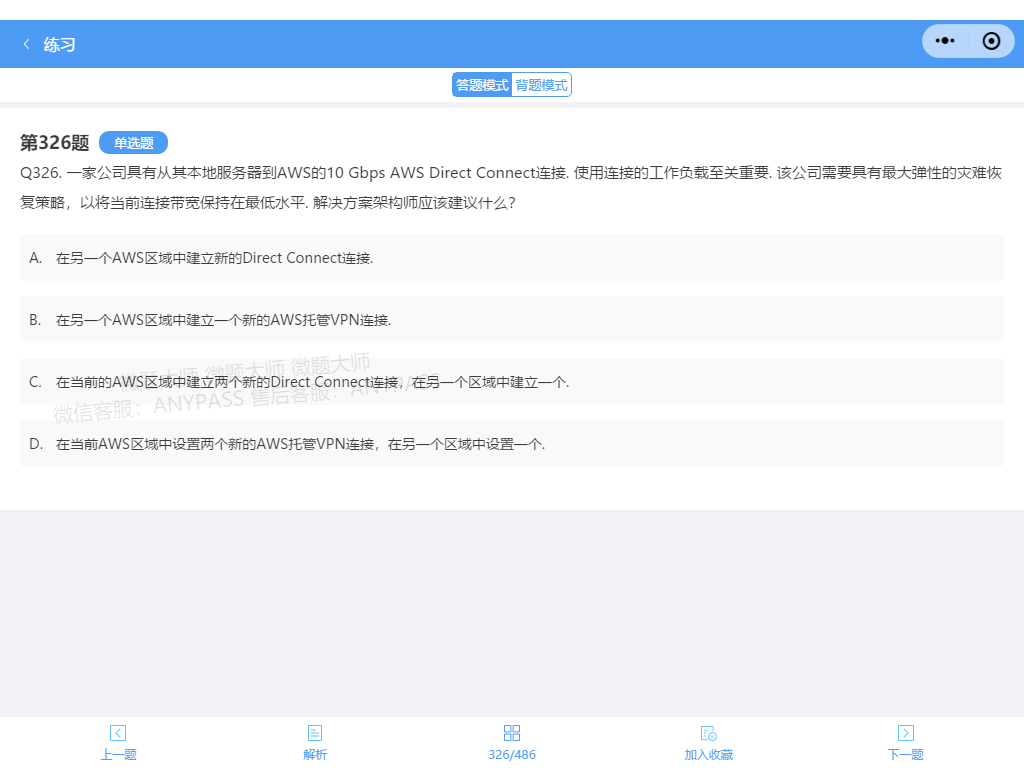 练习
答题模式 背题模式
第326题 单选题
Q326. 一家公司具有从其本地服务器到AWS的10 Gbps AWS Direct Connect连接. 使用连接的工作负载至关重要. 该公司需要具有最大弹性的灾难恢
复策略，以将当前连接带宽保持在最低水平. 解决方案架构师应该建议什么？
A. 在另一个AWS区域中建立新的Direct Connect连接.
B. 在另一个AWS区域中建立一个新的AWS托管VPN连接.
微题大师 微题大师 微题大师
C. 在当前的AWS区域中建立两个新的Direct Connect连接，在另一个区域中建立一个.
微信客服：ANYPASS 售后客服：ANYPASS
D. 在当前AWS区域中设置两个新的AWS托管VPN连接，在另一个区域中设置一个.
上一题 解析 326/486 加入收藏 下一题